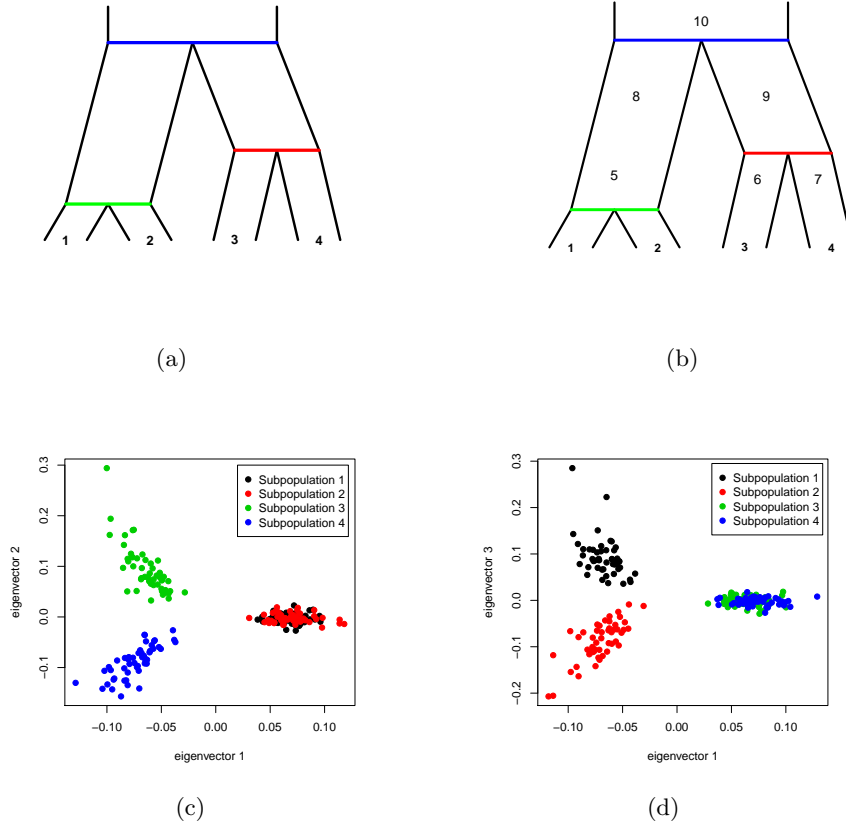 10
8
9
5
6
7
1
2
3
4
1
2
3
4
(a)
(b)
Subpopulation 1
Subpopulation 2
Subpopulation 3
Subpopulation 4
0.3
0.2
0.1
0.0
−0.1
eigenvector 2
−0.10
−0.05
0.00
0.05
0.10
eigenvector 1
Subpopulation 1
Subpopulation 2
Subpopulation 3
Subpopulation 4
0.3
0.2
0.1
0.0
−0.1
−0.2
eigenvector 3
−0.10
−0.05
0.00
0.05
0.10
eigenvector 1
(c)
(d)